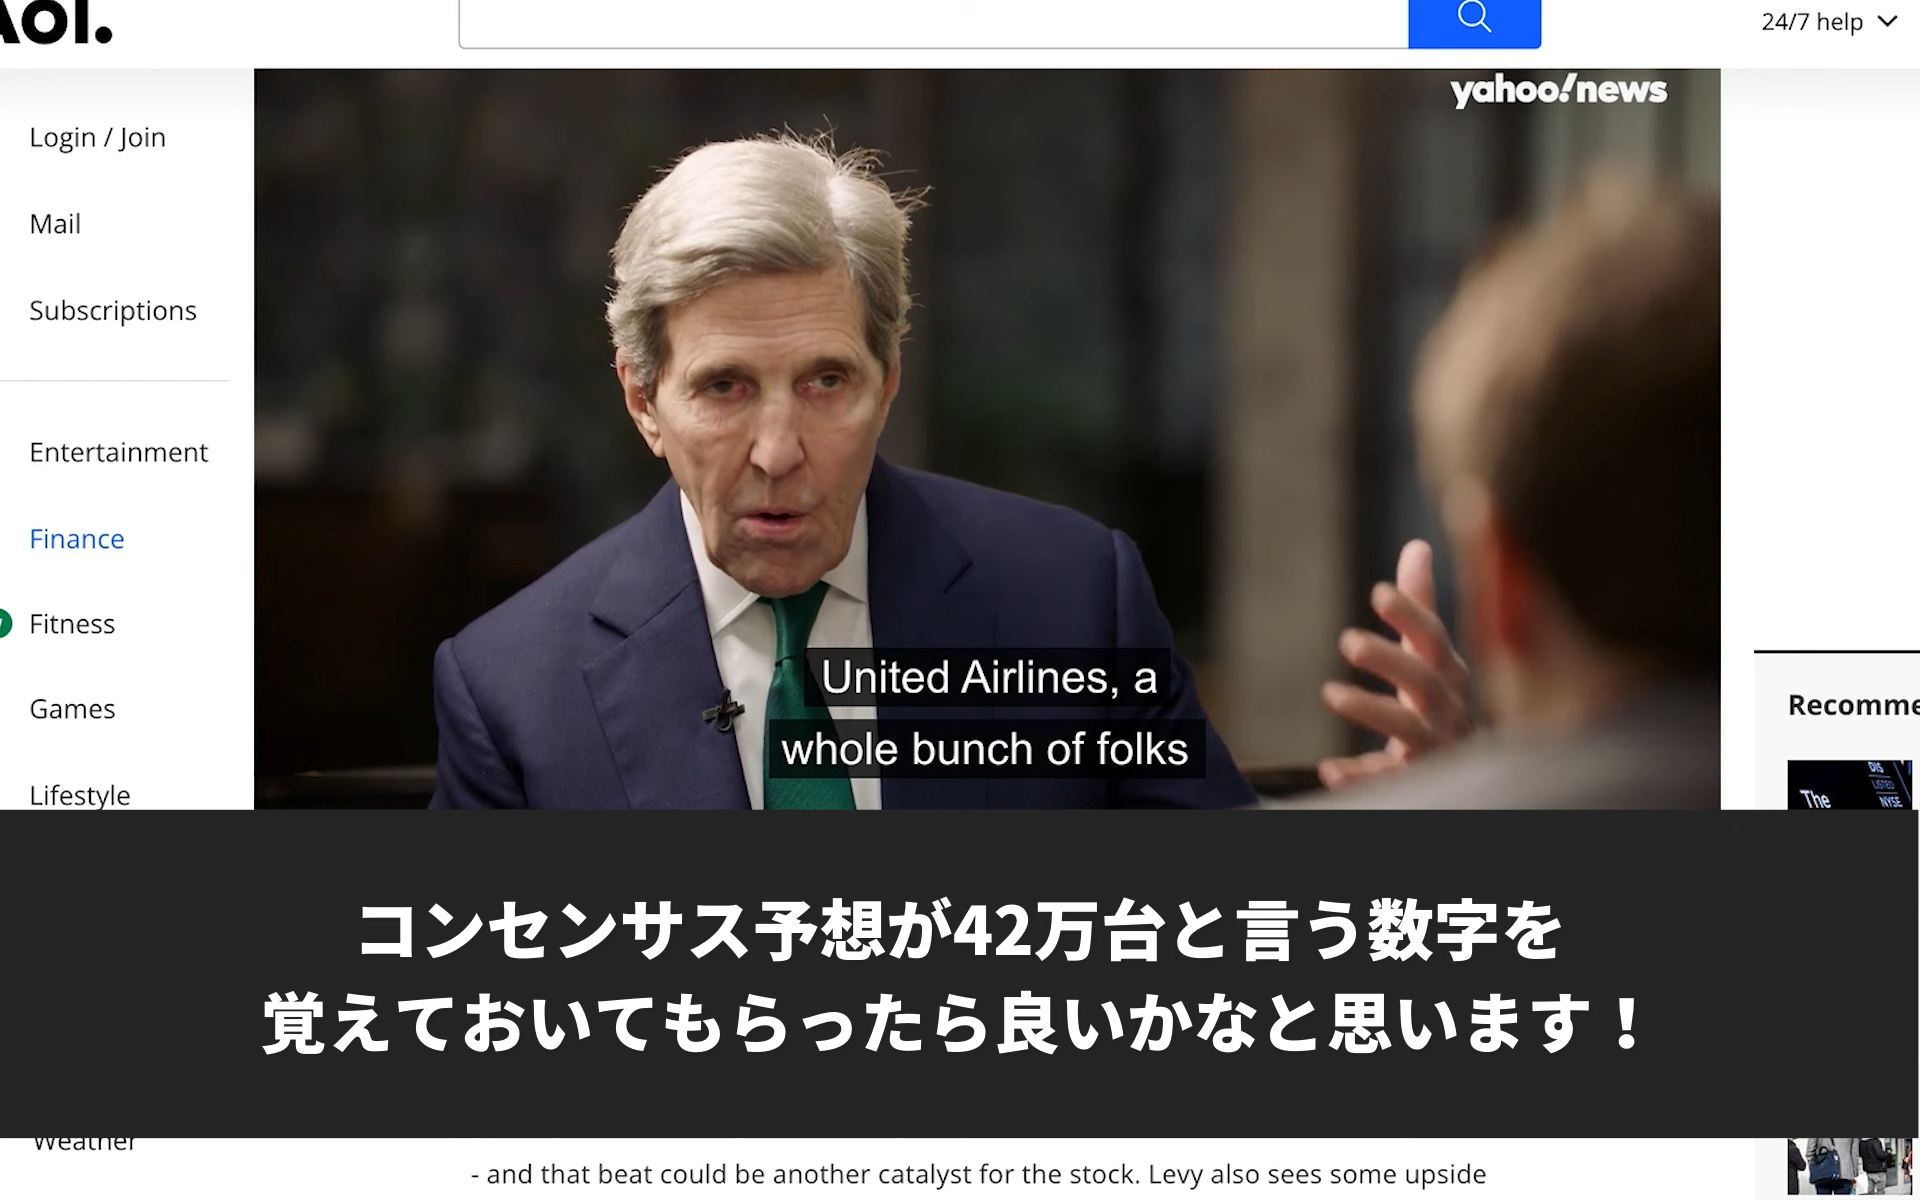 Aol.
24/7 help
yahoo!news
Login / Join
Mail
Subscriptions
Entertainment
Finance
Fitness
Games
Lifestyle
United Airlines, a
whole bunch of folks
Recomme
DIS
LISTED
NYSE
The
コンセンサス予想が42万台と言う数字を
覚えておいてもらったら良いかなと思います！
Weather
- and that beat could be another catalyst for the stock. Levy also sees some upside